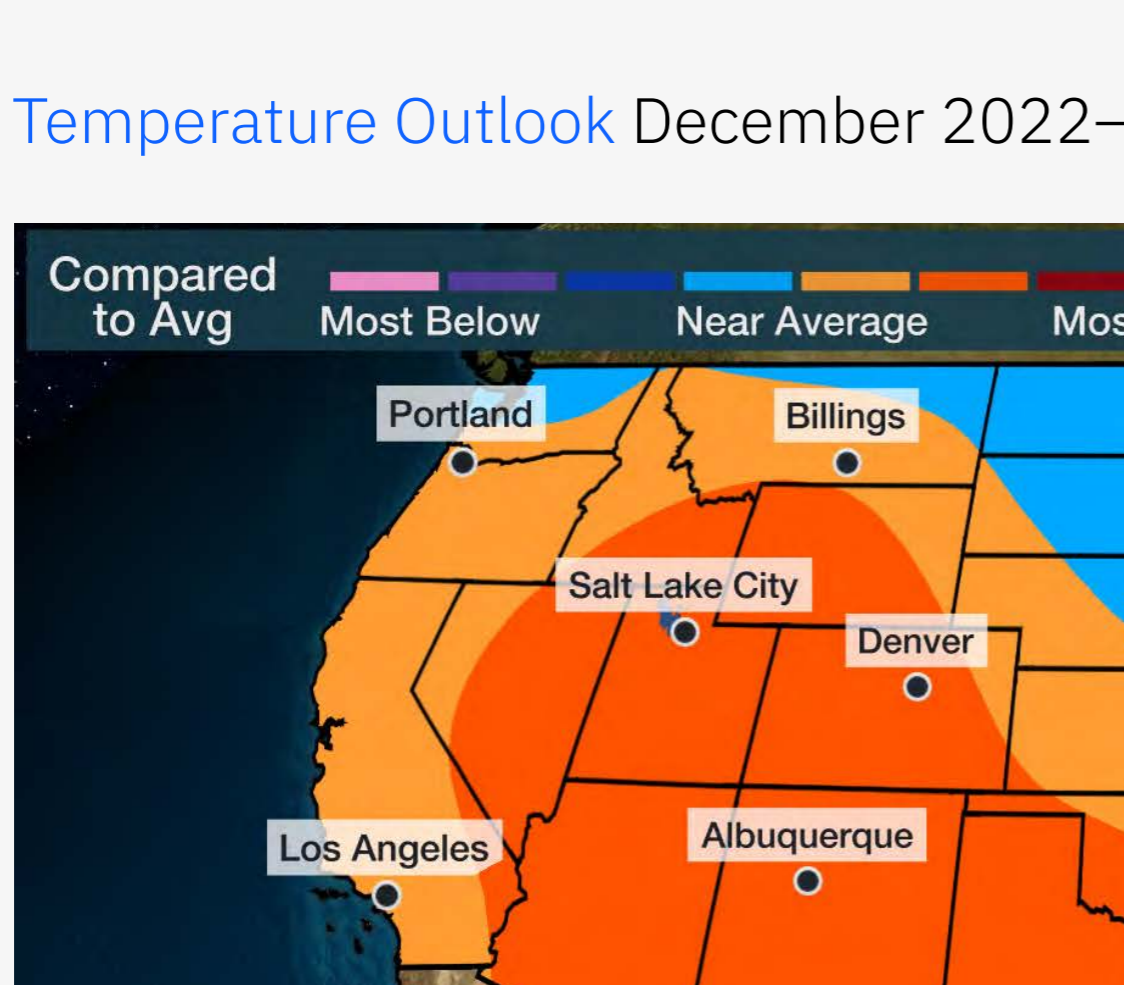 Temperature Outlook December 2022–
Compared
to Avg
Most Below
Near Average
Mos
Portland
Billings
Salt Lake City
Denver
Los Angeles
Albuquerque